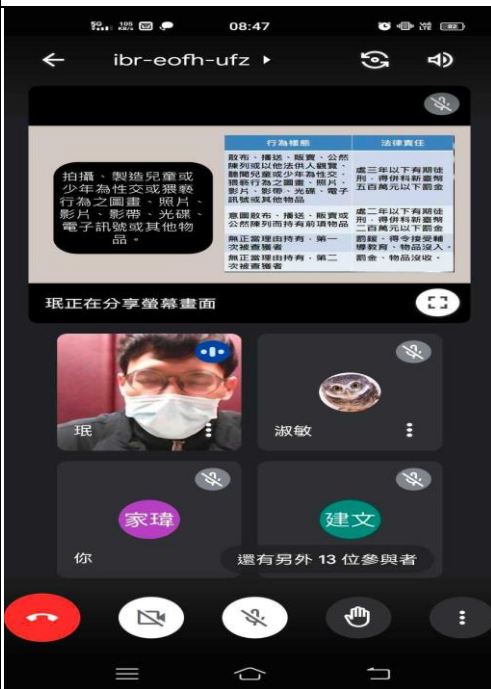 08:47
82
ibr-eofh-ufz
拍攝、製造兒童或
少年為性交或猥褻
行為之圖畫、照片、
影片、影帶、光碟、
電子訊號或其他物
品。
行為樣態
法律責任
散布、播送、販賣、公然
陳列或以他法供人觀覽、
聽聞兒童或少年為性交、
猥褻行為之圖畫、照片、
影片、影帶、光碟、電子
訊號或其他物品
處三年以下有期徒
刑,得併科新臺幣
五百萬元以下罰金
意圖散布、播送、販賣或
公然陳列而持有前項物品
處二年以下有期徒
刑,得併科新臺幣
二百萬元以下罰金
無正當理由持有,第一
次被查獲者
罰鍰、得令接受輔
導教育、物品沒入。
無正當理由持有,第二
次被查獲者
罰金、物品沒收。
珉正在分享螢幕畫面
珉
淑敏
家瑋
你
建文
還有另外 13 位參與者